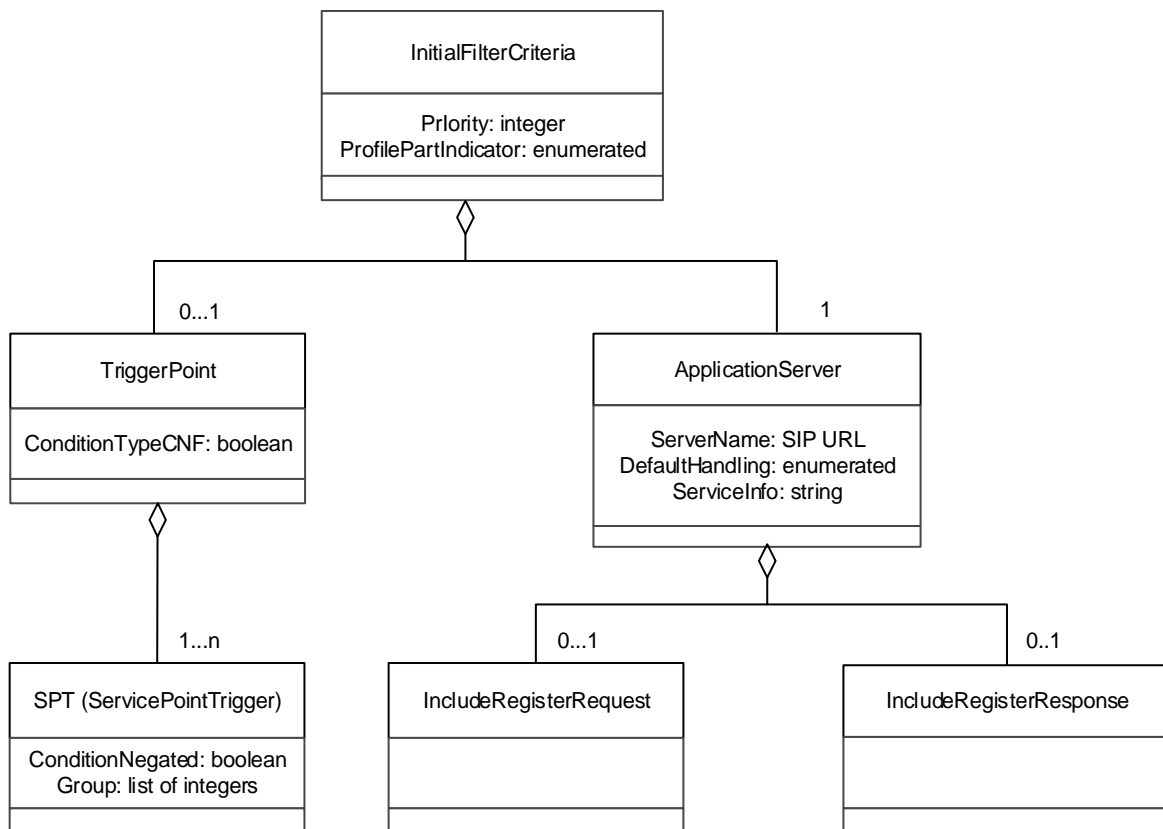 InitialFilterCriteria
PrIority: integer
ProfilePartIndicator: enumerated
0...1
1
TriggerPoint
ApplicationServer
ConditionTypeCNF: boolean
ServerName: SIP URL
DefaultHandling: enumerated
ServiceInfo: string
1...n
0...1
0..1
SPT (ServicePointTrigger)
IncludeRegisterRequest
IncludeRegisterResponse
ConditionNegated: boolean
Group: list of integers